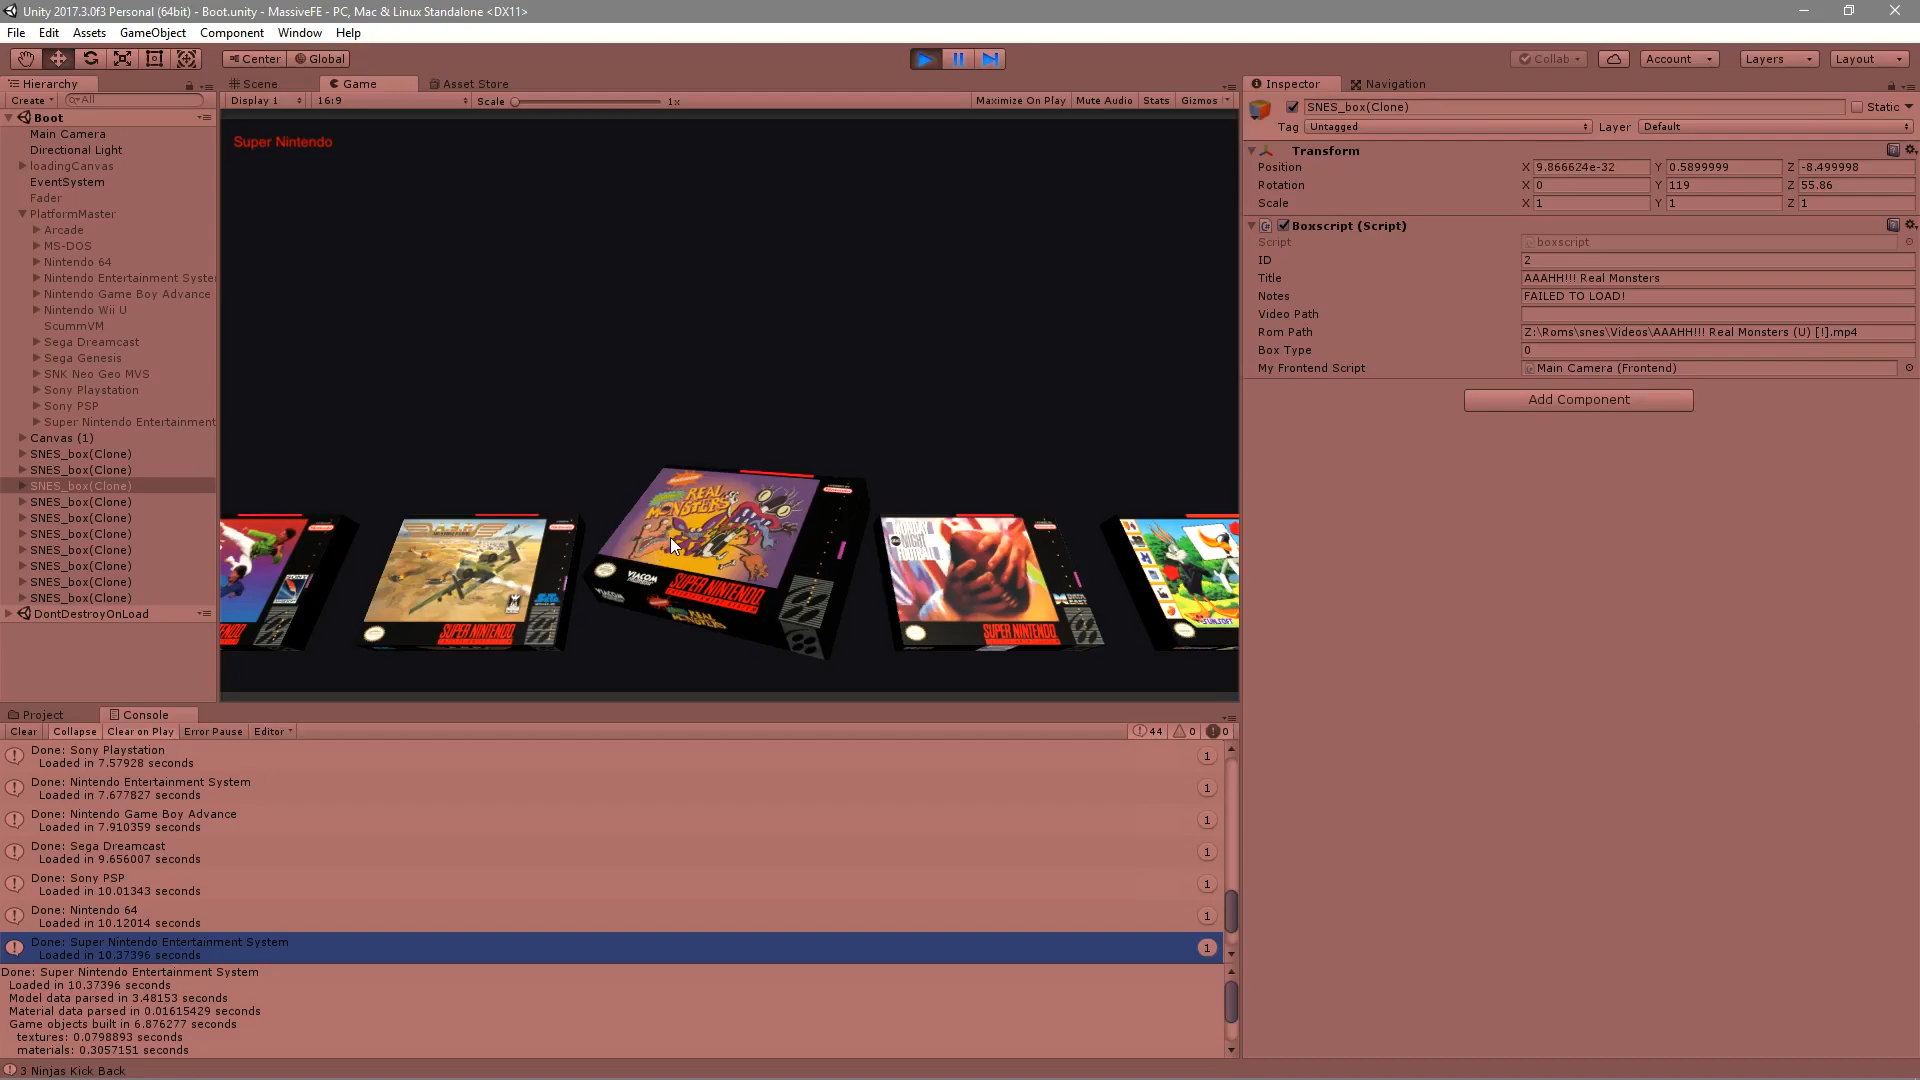 Unity 2017.3.0f3 Personal (64bit) - Boot.unity - MassiveFE - PC, Mac & Linux Standalone <DX11>
File Edit Assets GameObject Component Window Help
Center Global Collab Account Layers Layout
Hierarchy
Create All
Boot
Main Camera
Directional Light
loadingCanvas
EventSystem
Fader
PlatformMaster
Arcade
MS-DOS
Nintendo 64
Nintendo Entertainment Syste
Nintendo Game Boy Advance
Nintendo Wii U
ScummVM
Sega Dreamcast
Sega Genesis
SNK Neo Geo MVS
Sony Playstation
Sony PSP
Super Nintendo Entertainment
Canvas (1)
SNES_box(Clone)
SNES_box(Clone)
SNES_box(Clone)
SNES_box(Clone)
SNES_box(Clone)
SNES_box(Clone)
SNES_box(Clone)
SNES_box(Clone)
SNES_box(Clone)
SNES_box(Clone)
DontDestroyOnLoad
Scene Game Asset Store
Display 1 16:9 Scale 1x Maximize On Play Mute Audio Stats Gizmos
Super Nintendo
SUPER NINTENDO
REAL
MONSTERS
VIACOM
SUPER NINTENDO
VIACOM
REAL
MONSTERS
NIGHT
FOOTBALL
DATA
EAST
SUPER NINTENDO
SUNSOFT
Inspector Navigation
SNES_box(Clone) Static
Tag Untagged Layer Default
Transform
Position X 9.866624e-32 Y 0.5899999 Z -8.499998
Rotation X 0 Y 119 Z 55.86
Scale X 1 Y 1 Z 1
Boxscript (Script)
Script boxscript
ID 2
Title AAAHH!!! Real Monsters
Notes FAILED TO LOAD!
Video Path
Rom Path Z:\Roms\snes\Videos\AAAHH!!! Real Monsters (U) [!].mp4
Box Type 0
My Frontend Script Main Camera (Frontend)
Add Component
Project Console
Clear Collapse Clear on Play Error Pause Editor 44 0 0
Done: Sony Playstation
Loaded in 7.57928 seconds
1
Done: Nintendo Entertainment System
Loaded in 7.677827 seconds
1
Done: Nintendo Game Boy Advance
Loaded in 7.910359 seconds
1
Done: Sega Dreamcast
Loaded in 9.656007 seconds
1
Done: Sony PSP
Loaded in 10.01343 seconds
1
Done: Nintendo 64
Loaded in 10.12014 seconds
1
Done: Super Nintendo Entertainment System
Loaded in 10.37396 seconds
1
Done: Super Nintendo Entertainment System
Loaded in 10.37396 seconds
Model data parsed in 3.48153 seconds
Material data parsed in 0.01615429 seconds
Game objects built in 6.876277 seconds
textures: 0.0798893 seconds
materials: 0.3057151 seconds
3 Ninjas Kick Back